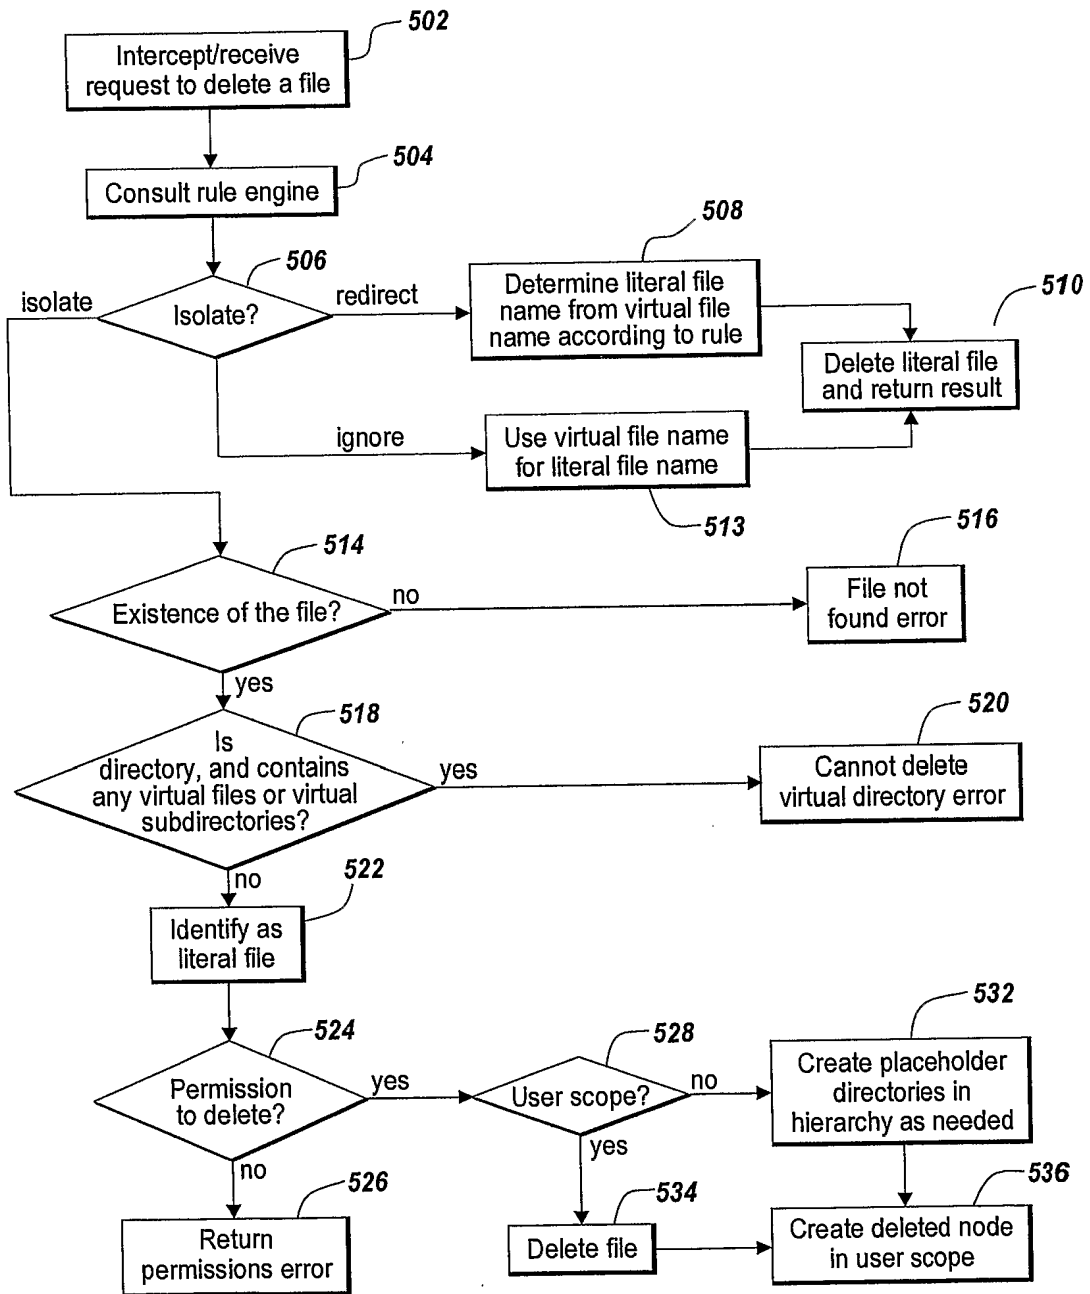 502
Intercept/receive
request to delete a file
504
Consult rule engine
506
508
isolate
Isolate?
redirect
Determine literal file
name from virtual file
name according to rule
510
Delete literal file
and return result
ignore
Use virtual file name
for literal file name
513
514
516
Existence of the file?
no
File not
found error
yes
518
520
Is
directory, and contains
any virtual files or virtual
subdirectories?
yes
Cannot delete
virtual directory error
no
522
Identify as
literal file
524
528
532
Permission
to delete?
yes
User scope?
no
Create placeholder
directories in
hierarchy as needed
no
yes
526
534
536
Return
permissions error
Delete file
Create deleted node
in user scope